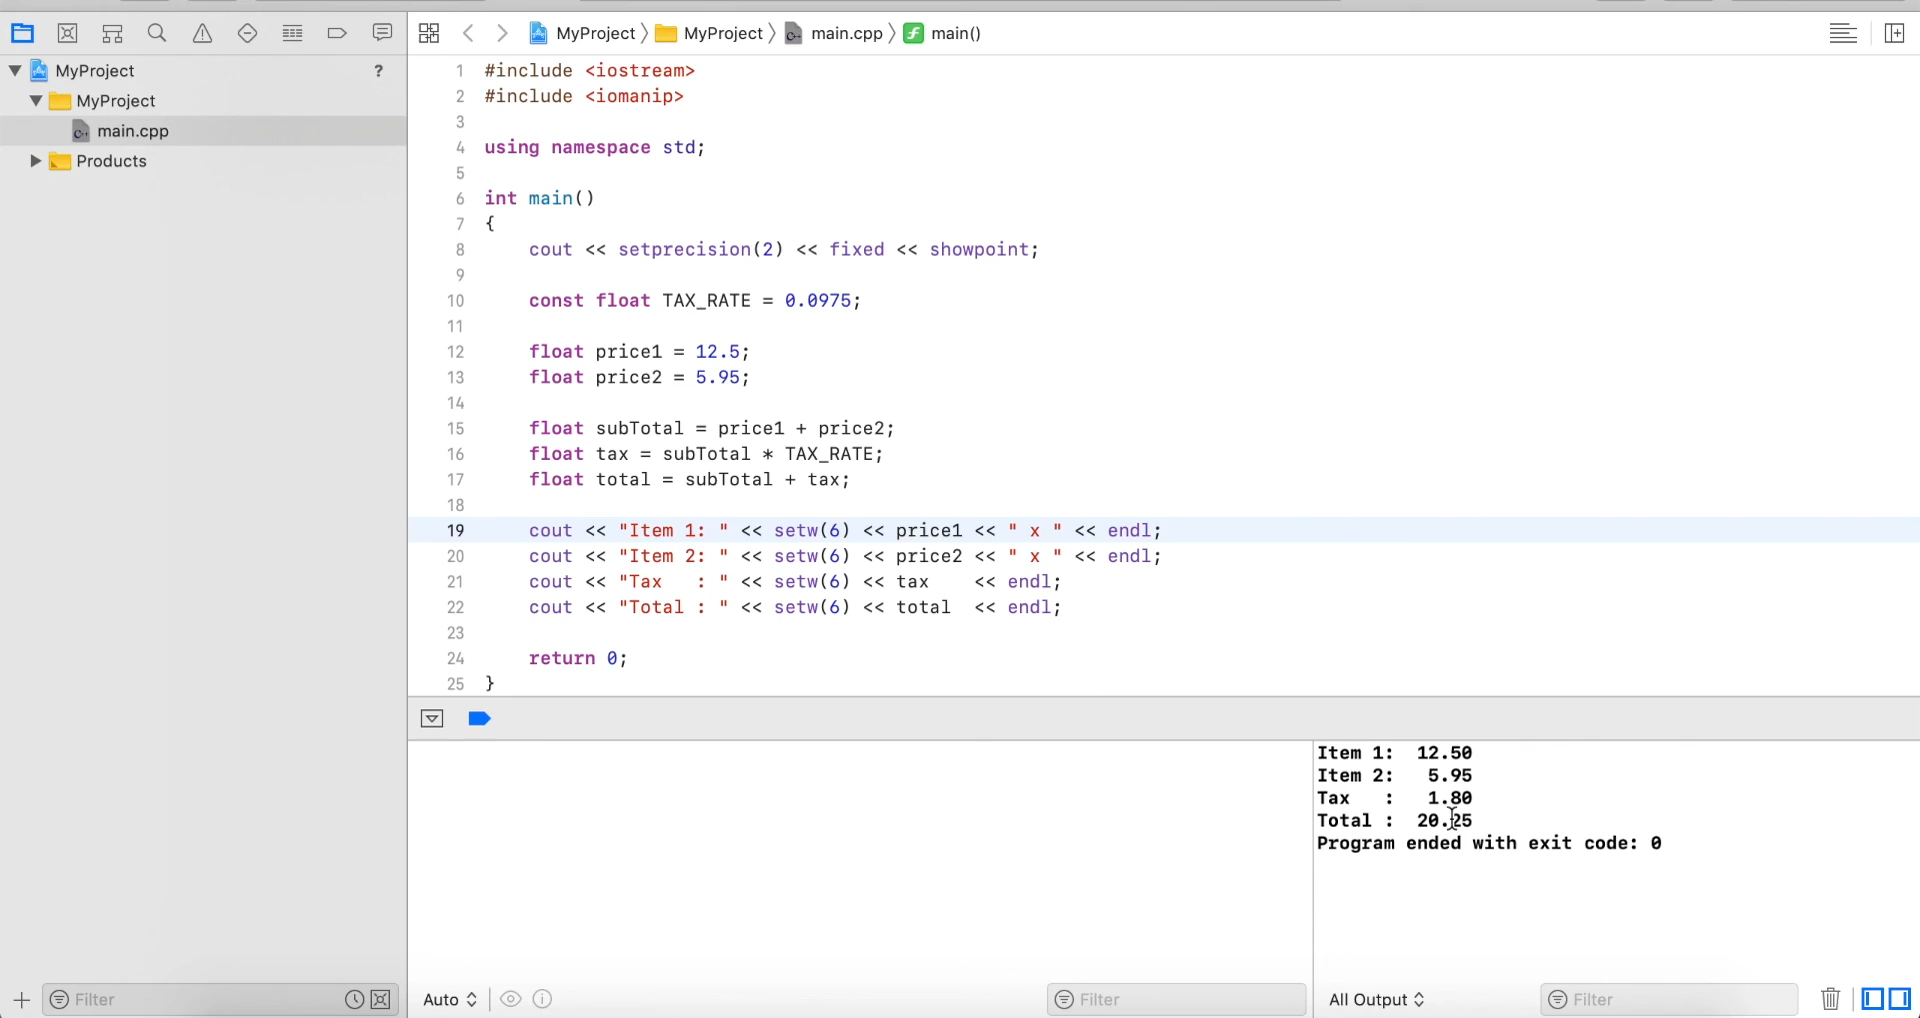 MyProject 〉 MyProject 〉 main.cpp 〉 main()
MyProject ?
MyProject
main.cpp
Products
1 #include <iostream>
2 #include <iomanip>
3
4 using namespace std;
5
6 int main()
7 {
8 cout << setprecision(2) << fixed << showpoint;
9
10 const float TAX_RATE = 0.0975;
11
12 float price1 = 12.5;
13 float price2 = 5.95;
14
15 float subTotal = price1 + price2;
16 float tax = subTotal * TAX_RATE;
17 float total = subTotal + tax;
18
19 cout << "Item 1: " << setw(6) << price1 << " x " << endl;
20 cout << "Item 2: " << setw(6) << price2 << " x " << endl;
21 cout << "Tax   : " << setw(6) << tax    << endl;
22 cout << "Total : " << setw(6) << total  << endl;
23
24 return 0;
25 }
Item 1:  12.50
Item 2:   5.95
Tax   :   1.80
Total :  20.25
Program ended with exit code: 0
Filter
Auto
Filter
All Output
Filter